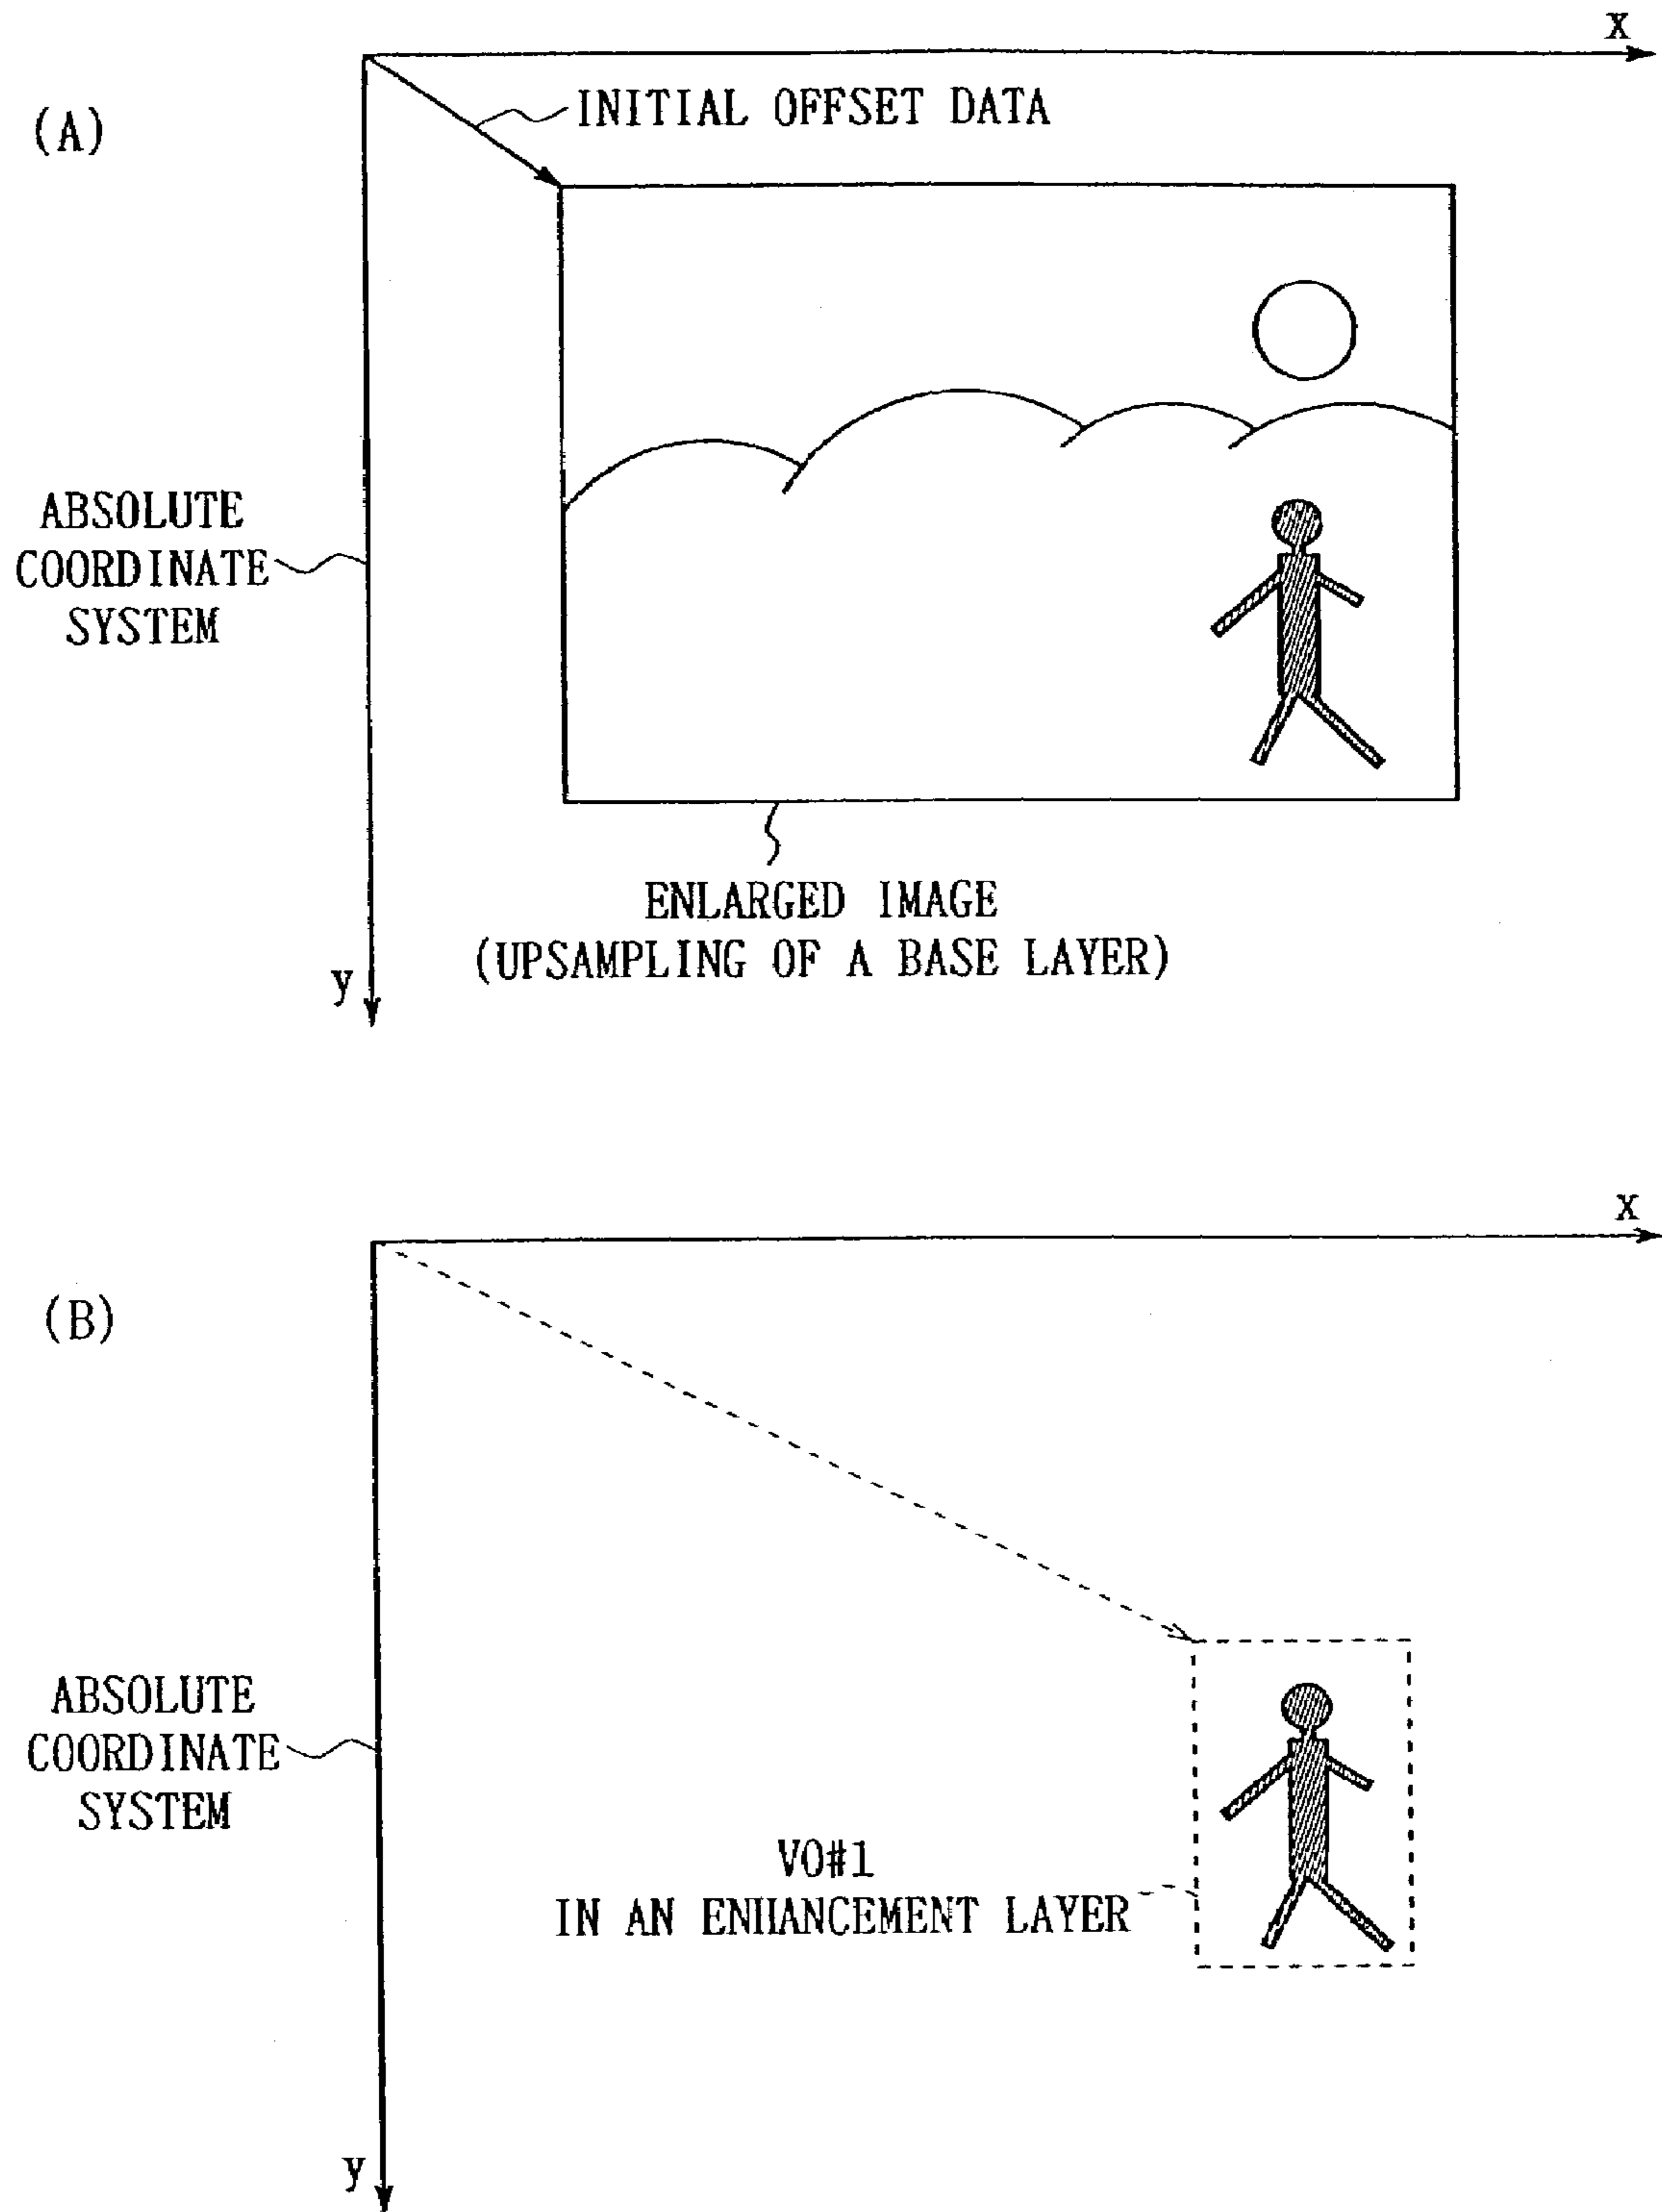 x
(A)
INITIAL OFFSET DATA
ABSOLUTE
COORDINATE
SYSTEM
ENLARGED IMAGE
(UPSAMPLING OF A BASE LAYER)
y
x
(B)
ABSOLUTE
COORDINATE
SYSTEM
VO#1
IN AN ENHANCEMENT LAYER
y